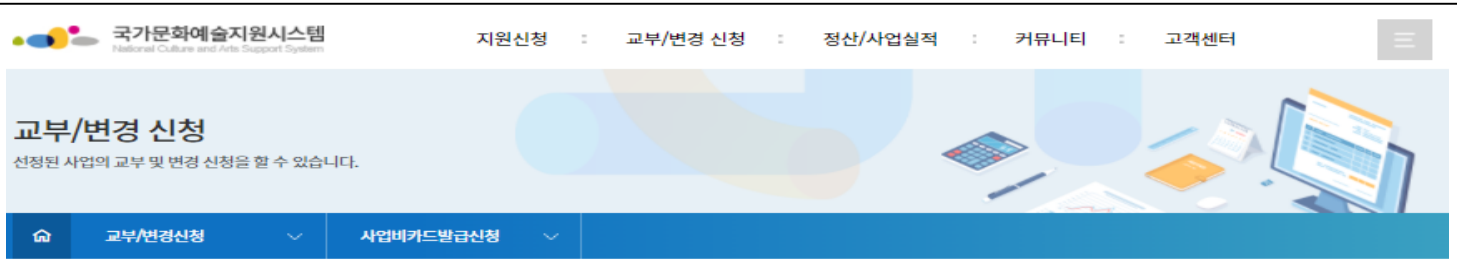 국가문화예술지원시스템
National Culture and Arts Support System
지원신청 : 교부/변경 신청 : 정산/사업실적 : 커뮤니티 : 고객센터
교부/변경 신청
선정된 사업의 교부 및 변경 신청을 할 수 있습니다.
교부/변경신청 사업비카드발급신청